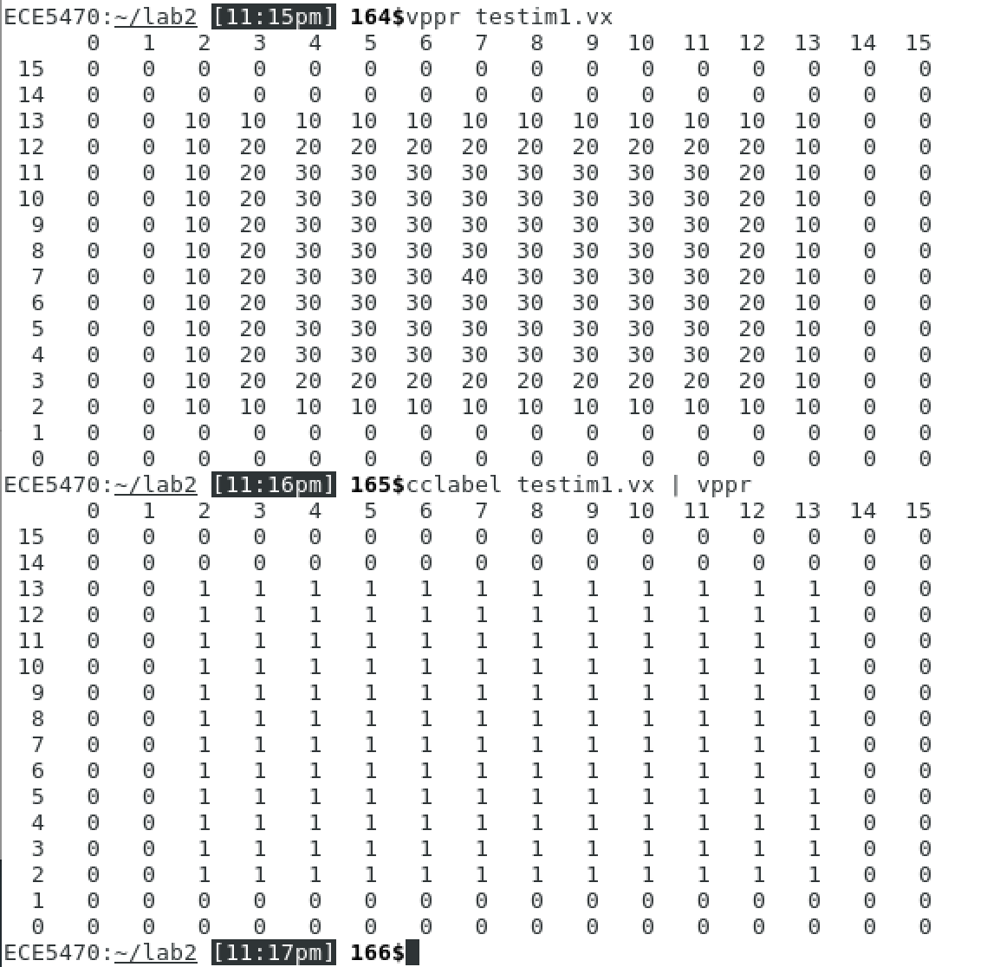 ECE5470:~/lab2 [11:15pm] 164$vppr testim1.vx
0 1 2 3 4 5 6 7 8 9 10 11 12 13 14 15
15 0 0 0 0 0 0 0 0 0 0 0 0 0 0 0 0
14 0 0 0 0 0 0 0 0 0 0 0 0 0 0 0 0
13 0 0 10 10 10 10 10 10 10 10 10 10 10 10 0 0
12 0 0 10 20 20 20 20 20 20 20 20 20 20 10 0 0
11 0 0 10 20 30 30 30 30 30 30 30 30 20 10 0 0
10 0 0 10 20 30 30 30 30 30 30 30 30 20 10 0 0
9 0 0 10 20 30 30 30 30 30 30 30 30 20 10 0 0
8 0 0 10 20 30 30 30 30 30 30 30 30 20 10 0 0
7 0 0 10 20 30 30 30 40 30 30 30 30 20 10 0 0
6 0 0 10 20 30 30 30 30 30 30 30 30 20 10 0 0
5 0 0 10 20 30 30 30 30 30 30 30 30 20 10 0 0
4 0 0 10 20 30 30 30 30 30 30 30 30 20 10 0 0
3 0 0 10 20 20 20 20 20 20 20 20 20 20 10 0 0
2 0 0 10 10 10 10 10 10 10 10 10 10 10 10 0 0
1 0 0 0 0 0 0 0 0 0 0 0 0 0 0 0 0
0 0 0 0 0 0 0 0 0 0 0 0 0 0 0 0 0
ECE5470:~/lab2 [11:16pm] 165$cclabel testim1.vx | vppr
0 1 2 3 4 5 6 7 8 9 10 11 12 13 14 15
15 0 0 0 0 0 0 0 0 0 0 0 0 0 0 0 0
14 0 0 0 0 0 0 0 0 0 0 0 0 0 0 0 0
13 0 0 1 1 1 1 1 1 1 1 1 1 1 1 0 0
12 0 0 1 1 1 1 1 1 1 1 1 1 1 1 0 0
11 0 0 1 1 1 1 1 1 1 1 1 1 1 1 0 0
10 0 0 1 1 1 1 1 1 1 1 1 1 1 1 0 0
9 0 0 1 1 1 1 1 1 1 1 1 1 1 1 0 0
8 0 0 1 1 1 1 1 1 1 1 1 1 1 1 0 0
7 0 0 1 1 1 1 1 1 1 1 1 1 1 1 0 0
6 0 0 1 1 1 1 1 1 1 1 1 1 1 1 0 0
5 0 0 1 1 1 1 1 1 1 1 1 1 1 1 0 0
4 0 0 1 1 1 1 1 1 1 1 1 1 1 1 0 0
3 0 0 1 1 1 1 1 1 1 1 1 1 1 1 0 0
2 0 0 1 1 1 1 1 1 1 1 1 1 1 1 0 0
1 0 0 0 0 0 0 0 0 0 0 0 0 0 0 0 0
0 0 0 0 0 0 0 0 0 0 0 0 0 0 0 0 0
ECE5470:~/lab2 [11:17pm] 166$